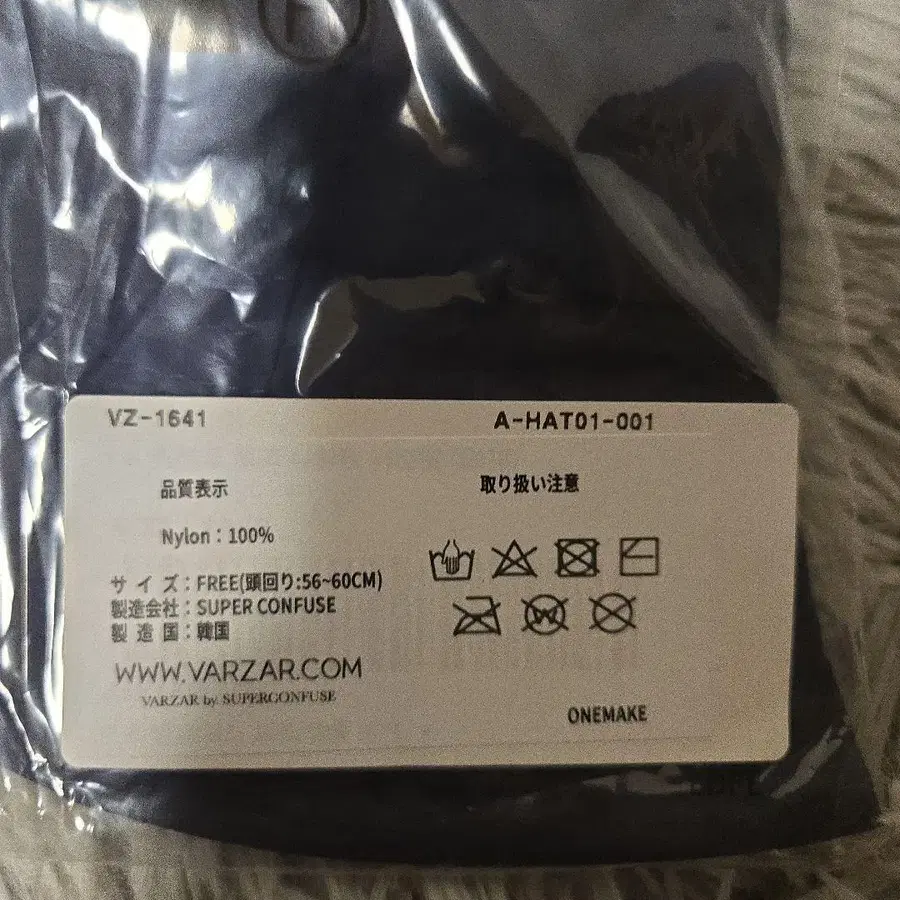 VZ-1641
A-HAT01-001
品質表示
Nylon：100%
サイズ：FREE(頭回り:56~60CM)
製造会社：SUPER CONFUSE
製造国：韓国
WWW.VARZAR.COM
VARZAR by SUPERCONFUSE
取り扱い注意
W
ONEMAKE